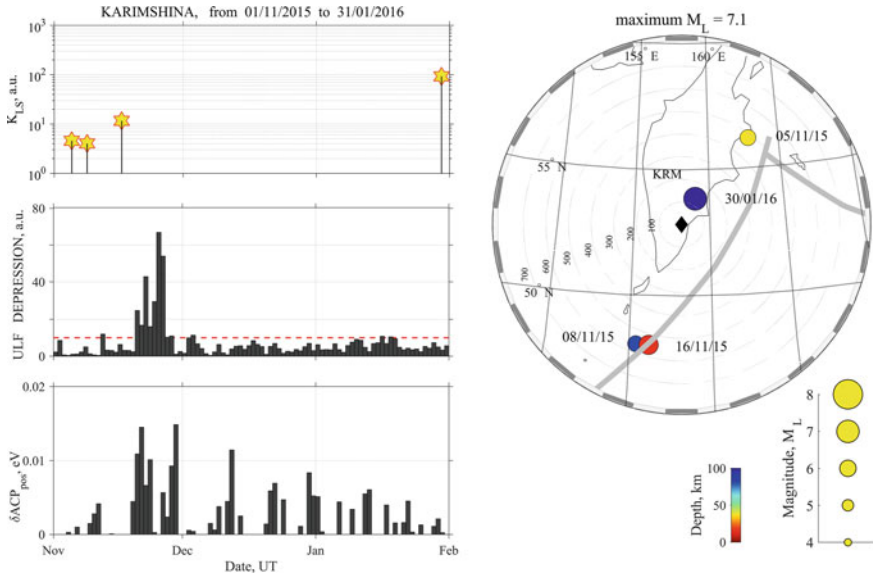 KARIMSHINA, from 01/11/2015 to 31/01/2016
10³
10²
10¹
10⁰
K_LS, a.u.
80
40
0
ULF DEPRESSION, a.u.
0.02
0.01
0
δACP_pos, eV
Nov Dec Jan Feb
Date, UT
maximum M_L = 7.1
155° E 160° E
05/11/15
55° N
KRM
30/01/16
100
200
300
400
500
600
700
50° N
08/11/15
16/11/15
100
50
0
Depth, km
8
7
6
5
4
Magnitude, M_L